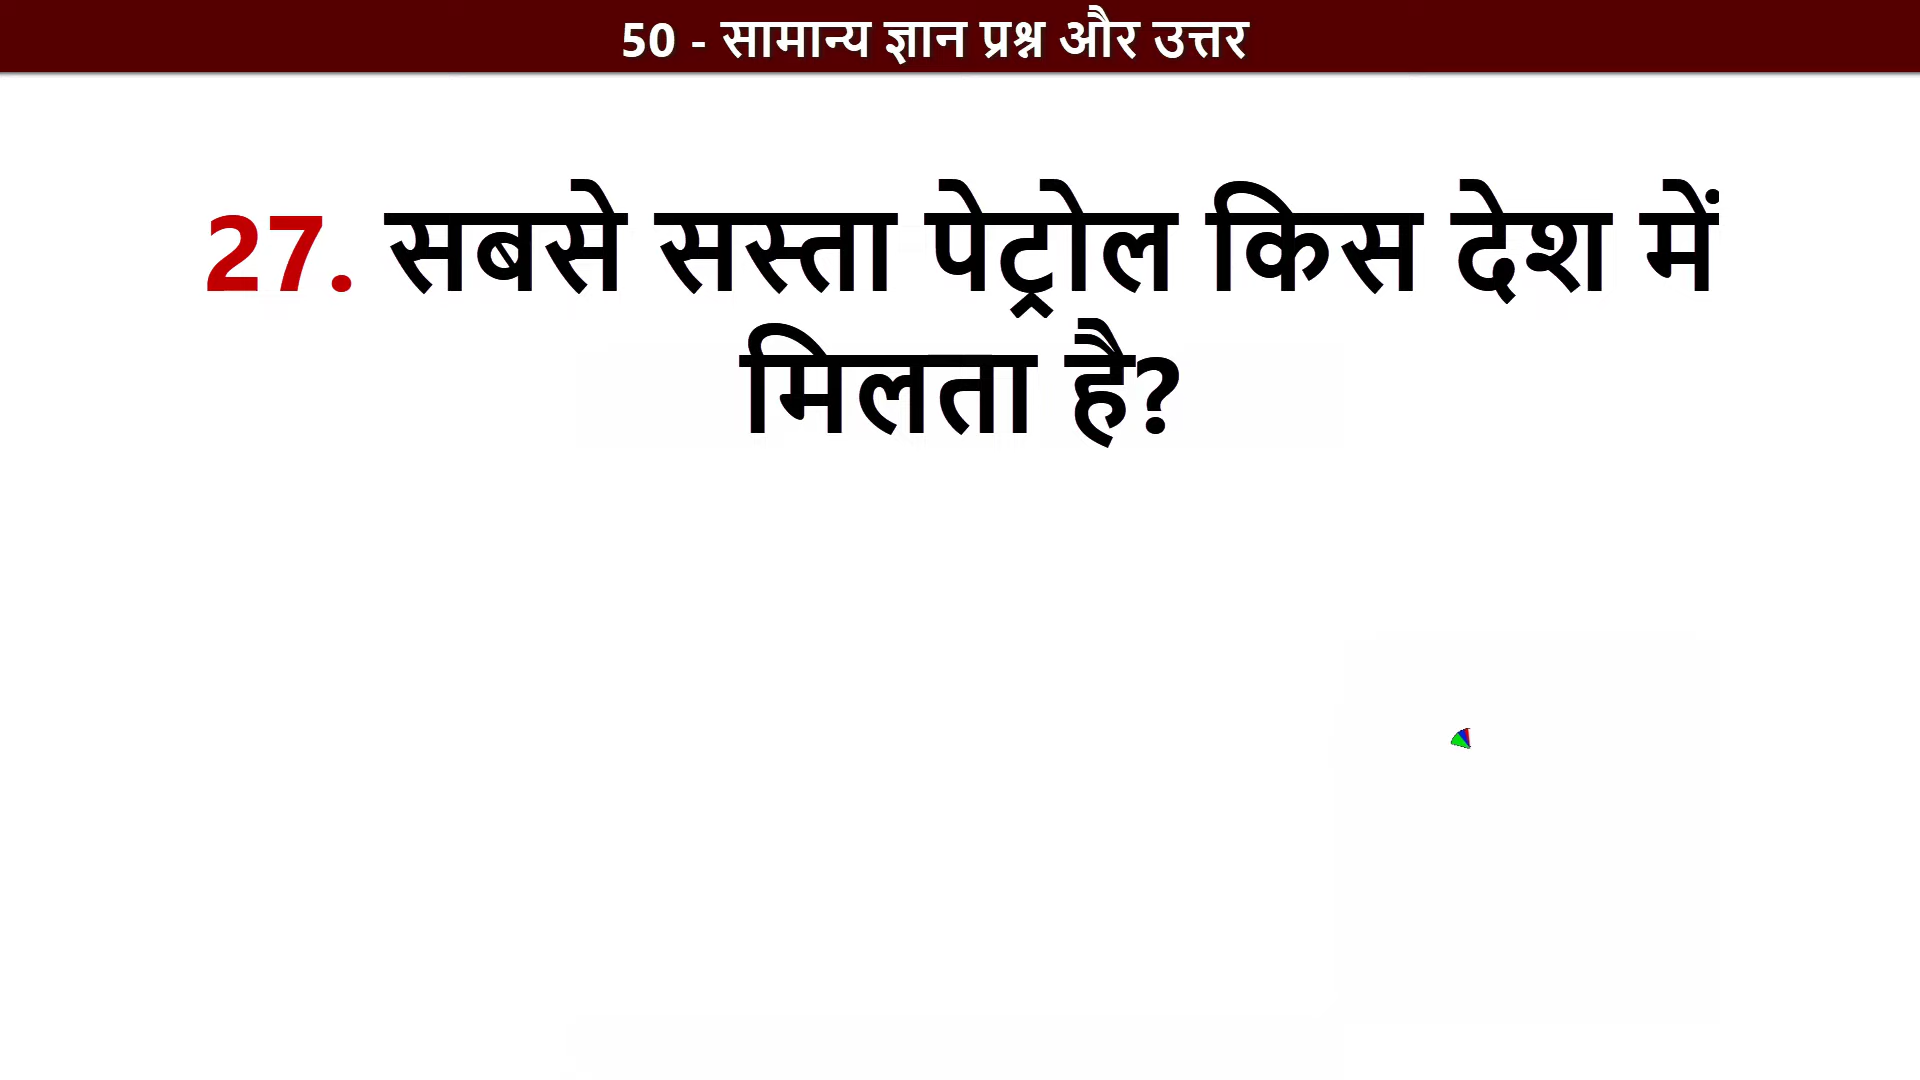 50 - सामान्य ज्ञान प्रश्न और उत्तर
27. सबसे सस्ता पेट्रोल किस देश में
मिलता है?